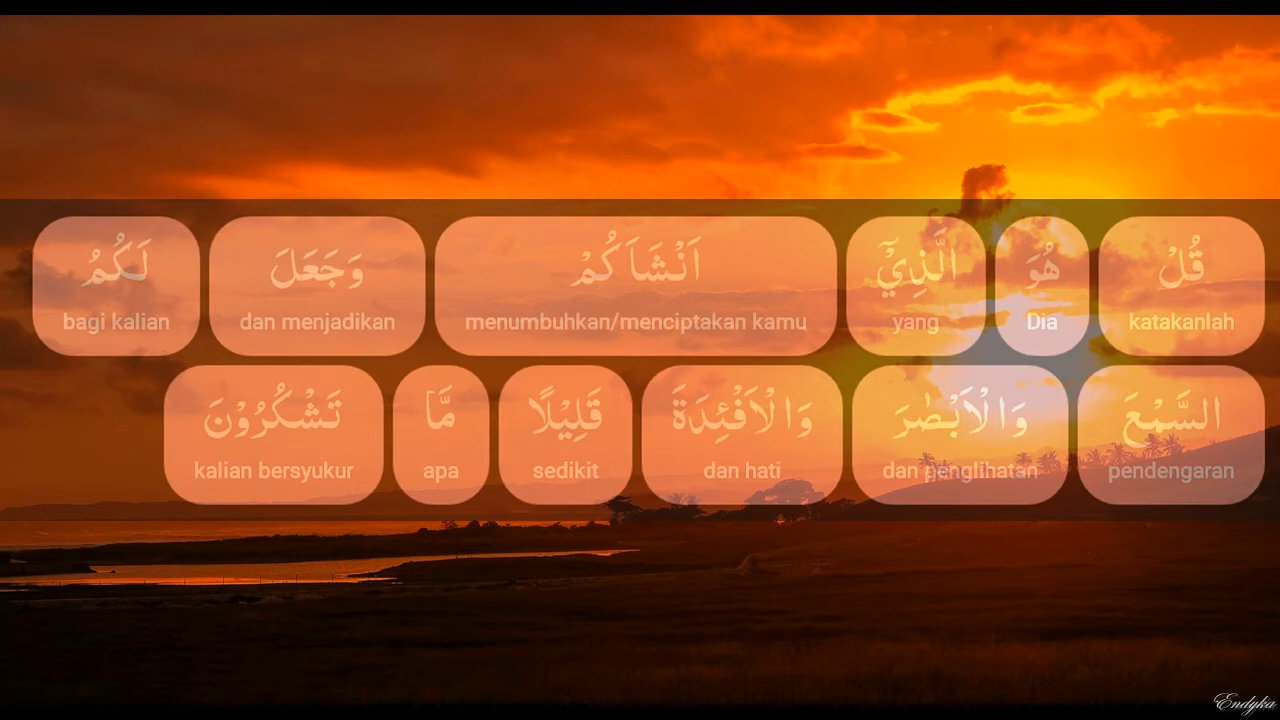 قُلْ هُوَ الَّذِيْٓ اَنْشَاَكُمْ وَجَعَلَ لَكُمُ
katakanlah Dia yang menumbuhkan/menciptakan kamu dan menjadikan bagi kalian
السَّمْعَ وَالْاَبْصٰرَ وَالْاَفْـِٕدَةَ قَلِيْلًا مَّا تَشْكُرُوْنَ
pendengaran dan penglihatan dan hati sedikit apa kalian bersyukur
Endyka